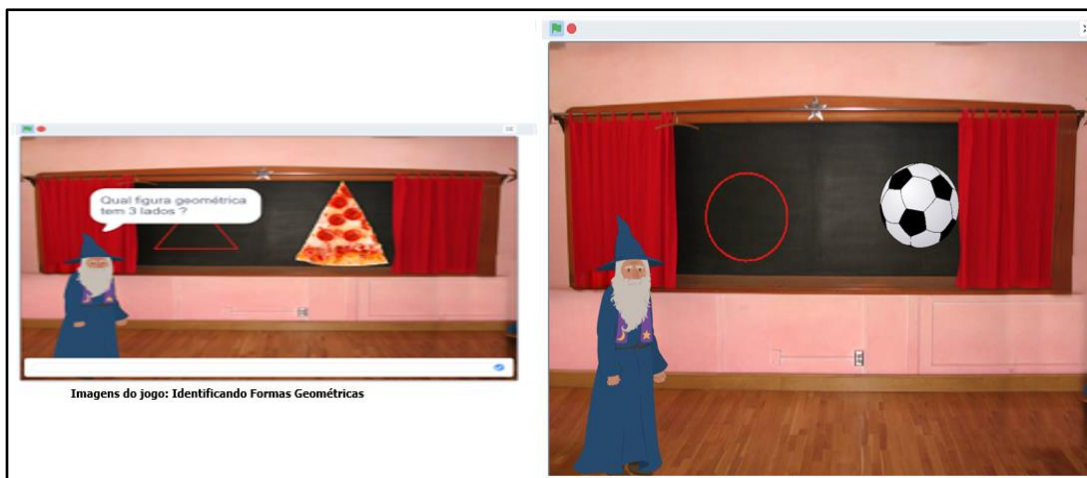 Qual figura geométrica
tem 3 lados ?
Imagens do jogo: Identificando Formas Geométricas